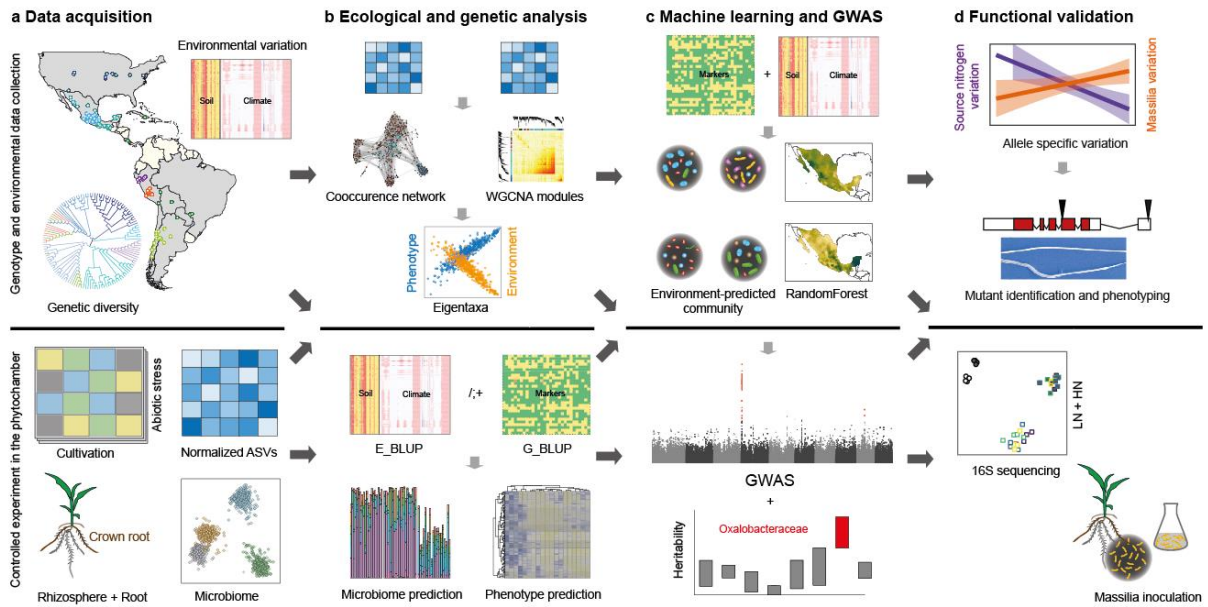 a Data acquisition
Genotype and environmental data collection
Environmental variation
Soil
Climate
Genetic diversity
Controlled experiment in the phytochamber
Cultivation
Abiotic stress
Normalized ASVs
Crown root
Rhizosphere + Root
Microbiome
b Ecological and genetic analysis
Cooccurence network
WGCNA modules
Phenotype
Environment
Eigentaxa
Soil
Climate
/;+
Markers
E_BLUP
G_BLUP
Microbiome prediction
Phenotype prediction
c Machine learning and GWAS
Markers
+
Soil
Climate
Environment-predicted
community
RandomForest
GWAS
+
Oxalobacteraceae
Heritability
d Functional validation
Source nitrogen
variation
Massilia variation
Allele specific variation
Mutant identification and phenotyping
LN + HN
16S sequencing
Massilia inoculation